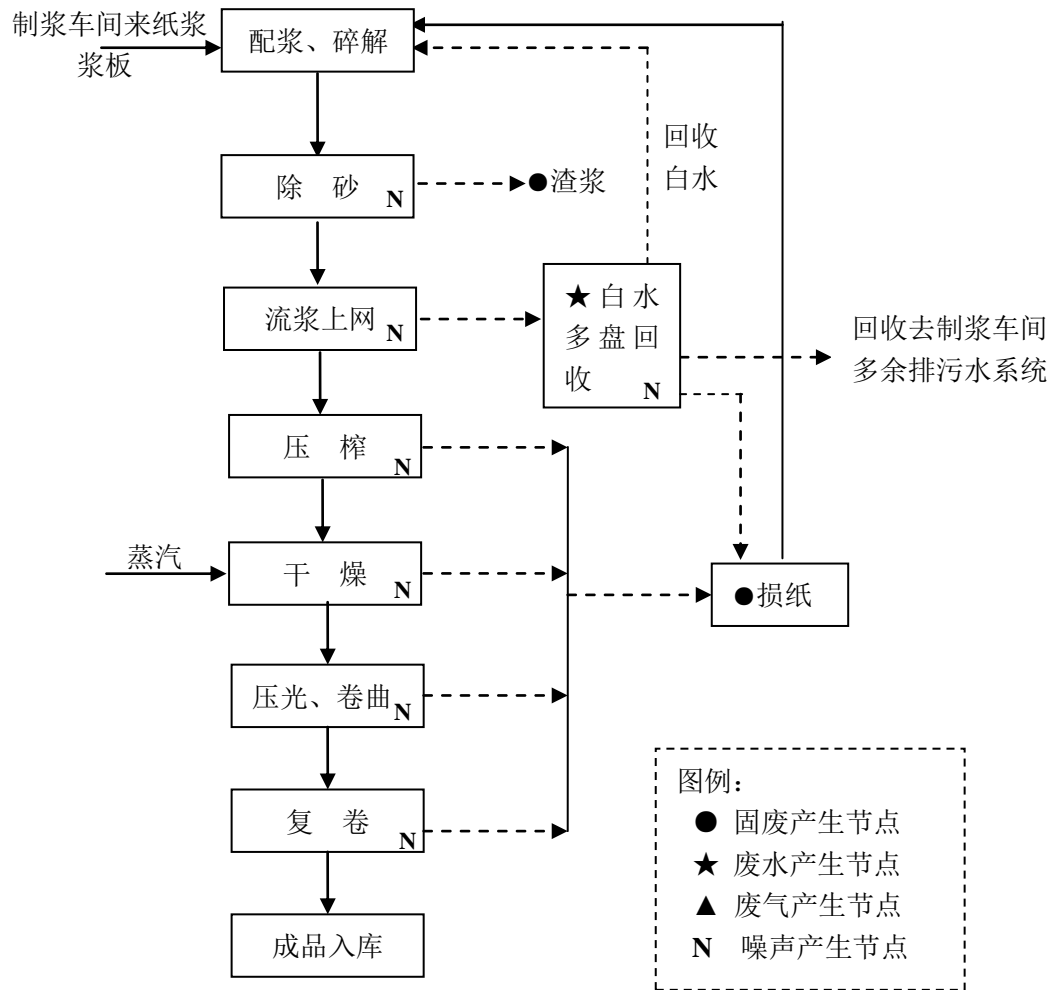 制浆车间来纸浆
浆板
配浆、碎解
回收
白水
除 砂 N
●渣浆
流浆上网 N
★白水
多盘回
收 N
回收去制浆车间
多余排污水系统
压 榨 N
蒸汽
干 燥 N
●损纸
压光、卷曲 N
复 卷 N
成品入库
图例：
● 固废产生节点
★ 废水产生节点
▲ 废气产生节点
N 噪声产生节点